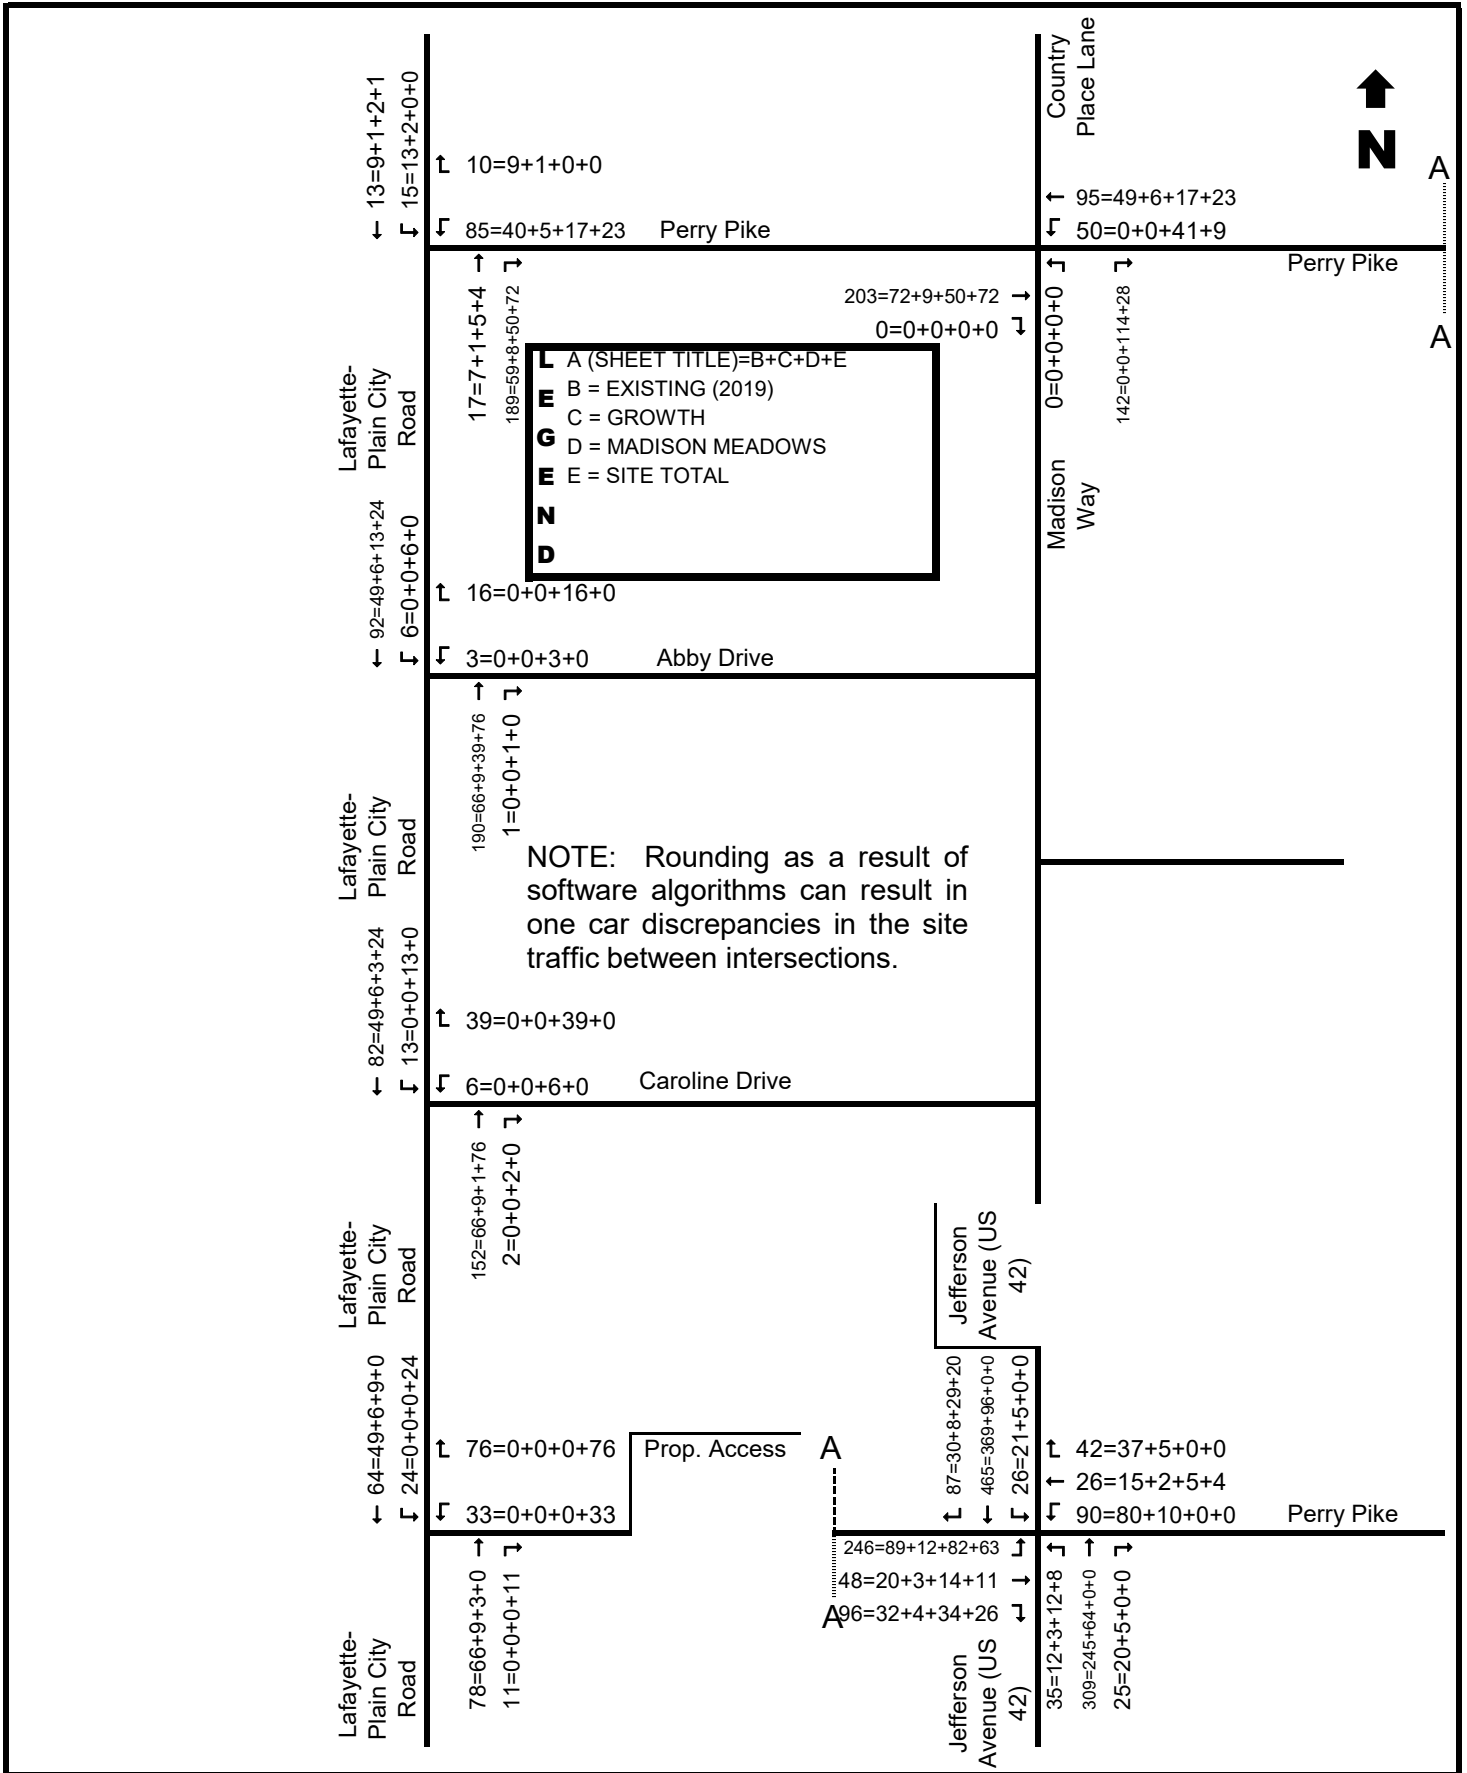 Country
Place Lane
N
A
13=9+1+2+1
15=13+2+0+0
10=9+1+0+0
95=49+6+17+23
85=40+5+17+23
Perry Pike
50=0+0+41+9
Perry Pike
A
17=7+1+5+4
189=59+8+50+72
203=72+9+50+72
0=0+0+0+0
0=0+0+0+0
142=0+0+114+28
LEGEND
A (SHEET TITLE)=B+C+D+E
B = EXISTING (2019)
C = GROWTH
D = MADISON MEADOWS
E = SITE TOTAL
Lafayette-
Plain City
Road
Madison
Way
92=49+6+13+24
6=0+0+6+0
16=0+0+16+0
3=0+0+3+0
Abby Drive
190=66+9+39+76
1=0+0+1+0
Lafayette-
Plain City
Road
NOTE: Rounding as a result of
software algorithms can result in
one car discrepancies in the site
traffic between intersections.
82=49+6+3+24
13=0+0+13+0
39=0+0+39+0
6=0+0+6+0
Caroline Drive
152=66+9+1+76
2=0+0+2+0
Lafayette-
Plain City
Road
Jefferson
Avenue (US
42)
64=49+6+9+0
24=0+0+0+24
76=0+0+0+76
Prop. Access
A
87=30+8+29+20
465=369+96+0+0
26=21+5+0+0
42=37+5+0+0
26=15+2+5+4
33=0+0+0+33
90=80+10+0+0
Perry Pike
78=66+9+3+0
11=0+0+0+11
246=89+12+82+63
48=20+3+14+11
A
96=32+4+34+26
35=12+3+12+8
309=245+64+0+0
25=20+5+0+0
Lafayette-
Plain City
Road
Jefferson
Avenue (US
42)